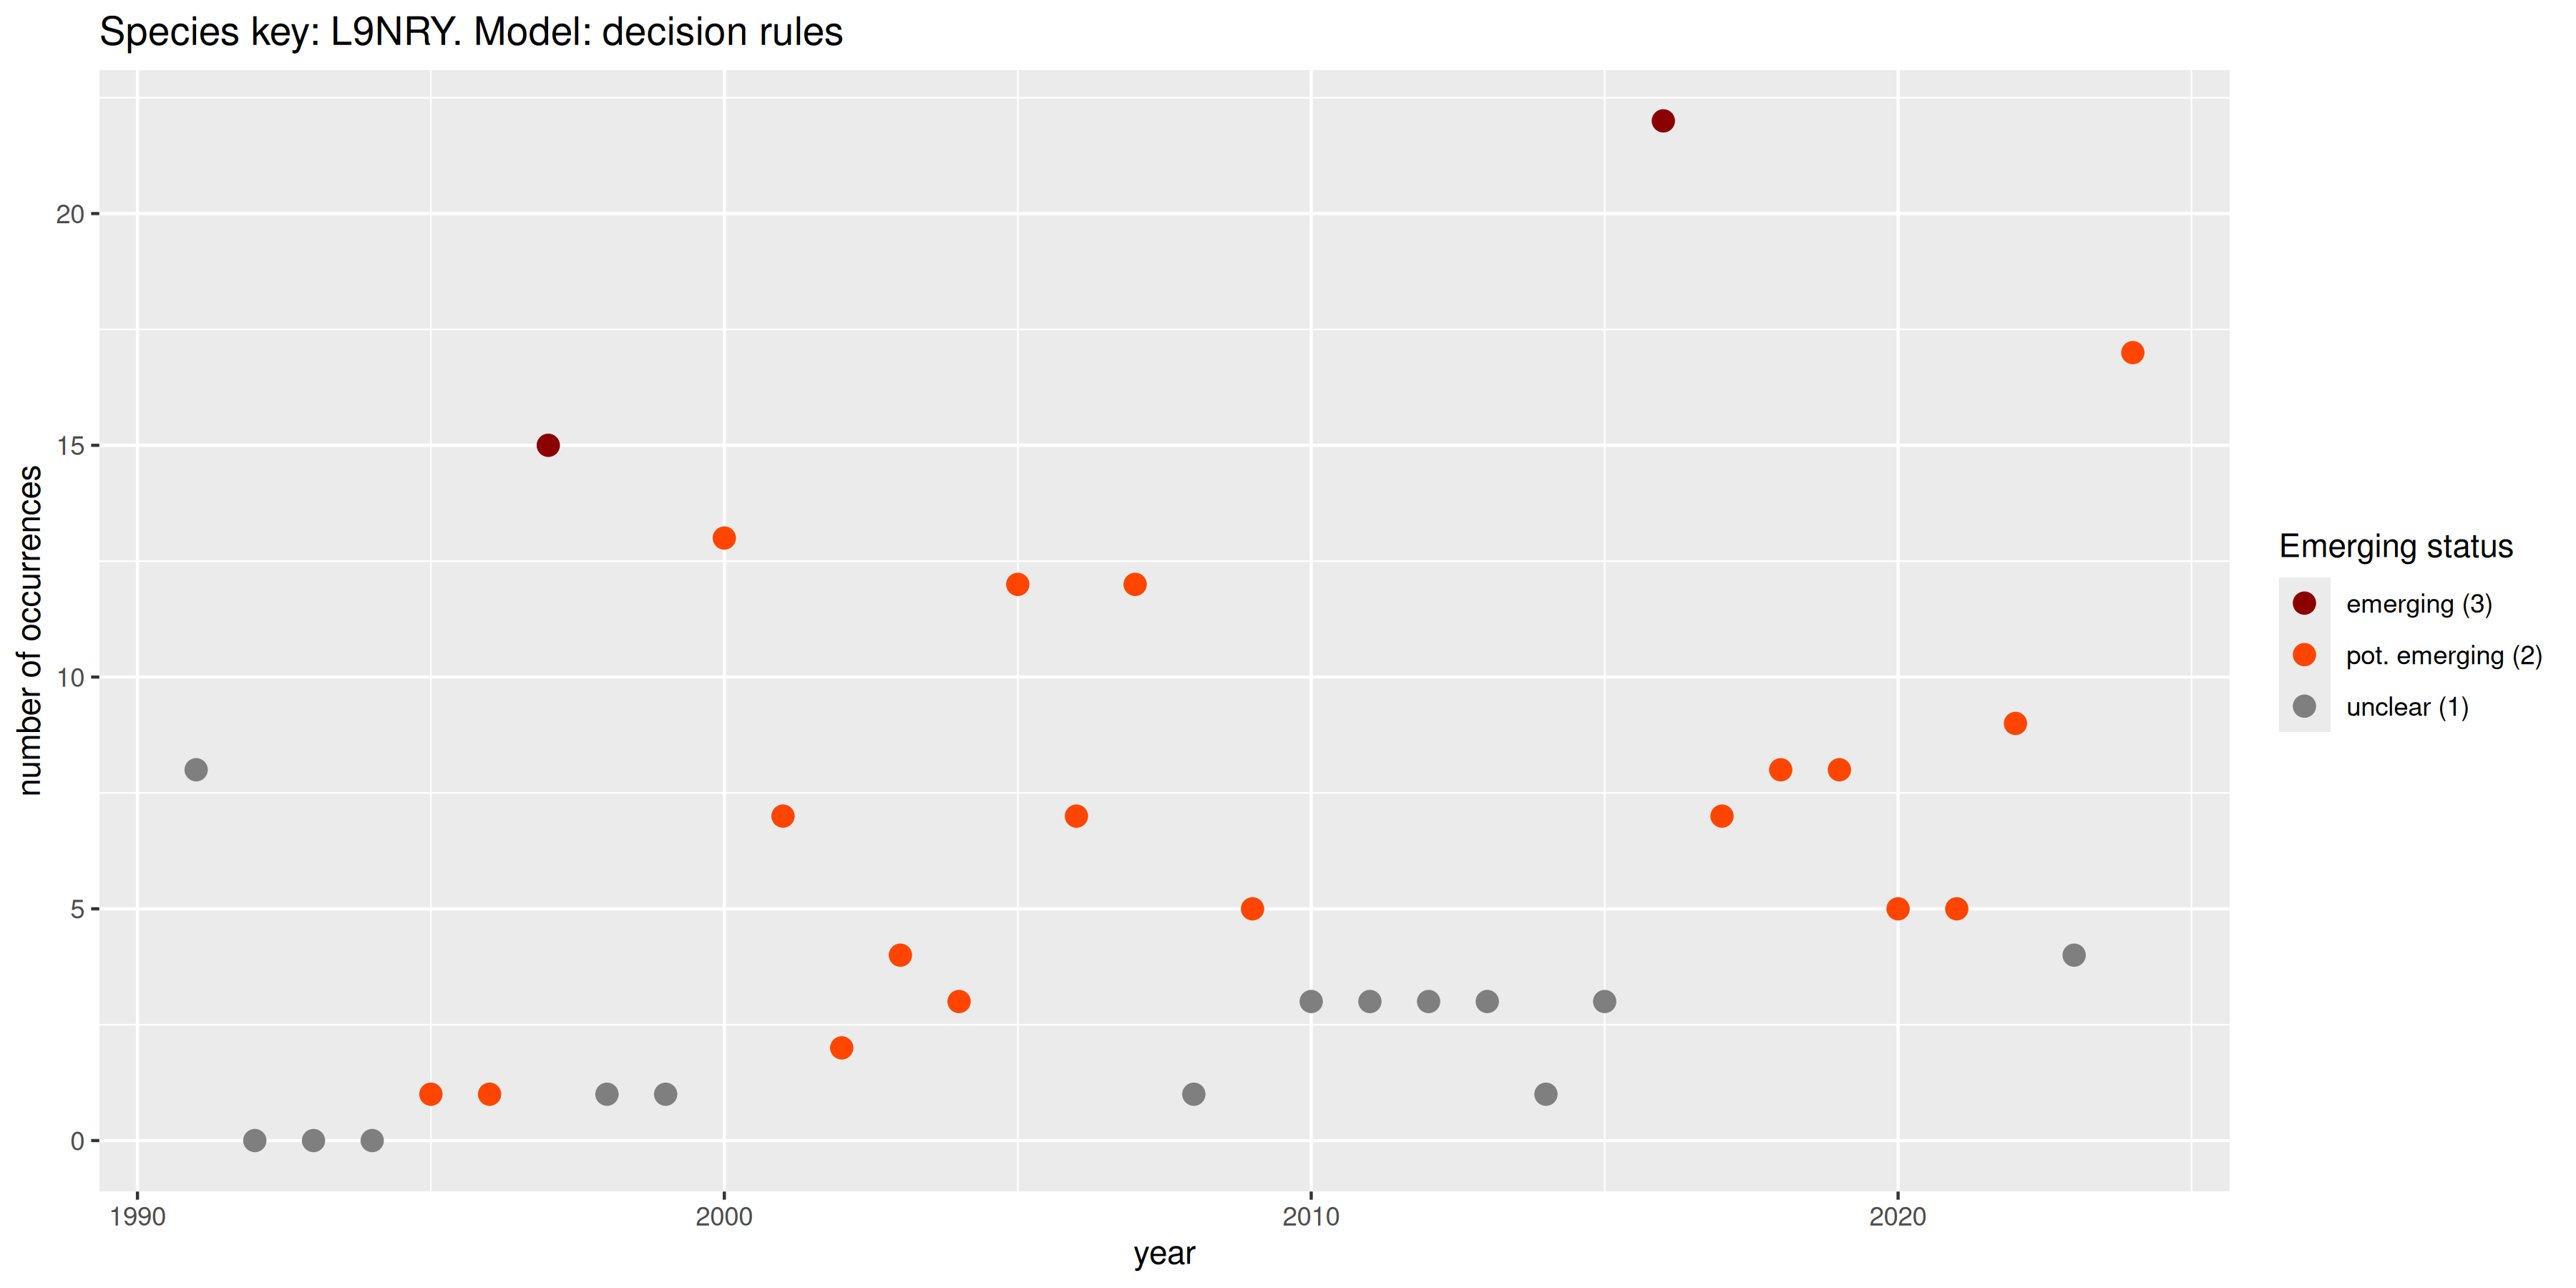 Species key: L9NRY. Model: decision rules
number of occurrences
20
15
10
5
0
1990 2000 2010 2020
year
Emerging status
emerging (3)
pot. emerging (2)
unclear (1)